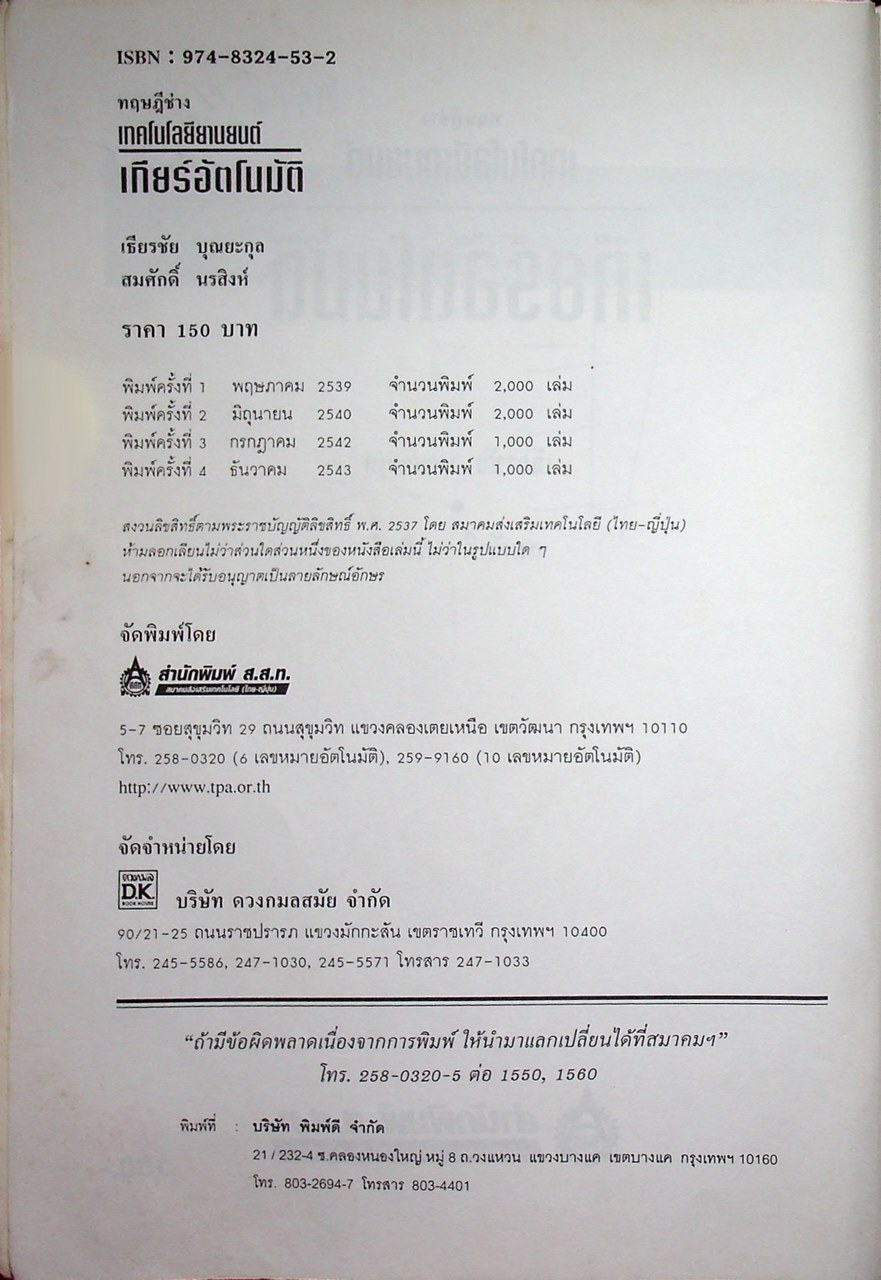 ISBN : 974-8324-53-2
ทฤษฎีช่าง
เทคโนโลยียานยนต์
เกียร์อัตโนมัติ
เธียรชัย บุณยะกุล
สมศักดิ์ นรสิงห์
ราคา 150 บาท
พิมพ์ครั้งที่ 1 พฤษภาคม 2539 จำนวนพิมพ์ 2,000 เล่ม
พิมพ์ครั้งที่ 2 มิถุนายน 2540 จำนวนพิมพ์ 2,000 เล่ม
พิมพ์ครั้งที่ 3 กรกฎาคม 2542 จำนวนพิมพ์ 1,000 เล่ม
พิมพ์ครั้งที่ 4 ธันวาคม 2543 จำนวนพิมพ์ 1,000 เล่ม
สงวนลิขสิทธิ์ตามพระราชบัญญัติลิขสิทธิ์ พ.ศ. 2537 โดย สมาคมส่งเสริมเทคโนโลยี (ไทย-ญี่ปุ่น)
ห้ามลอกเลียนไม่ว่าส่วนใดส่วนหนึ่งของหนังสือเล่มนี้ ไม่ว่าในรูปแบบใด ๆ
นอกจากจะได้รับอนุญาตเป็นลายลักษณ์อักษร
จัดพิมพ์โดย
สำนักพิมพ์ ส.ส.ท.
สมาคมส่งเสริมเทคโนโลยี (ไทย-ญี่ปุ่น)
5-7 ซอยสุขุมวิท 29 ถนนสุขุมวิท แขวงคลองเตยเหนือ เขตวัฒนา กรุงเทพฯ 10110
โทร. 258-0320 (6 เลขหมายอัตโนมัติ), 259-9160 (10 เลขหมายอัตโนมัติ)
http://www.tpa.or.th
จัดจำหน่ายโดย
ดวงกมล
D.K.
BOOK HOUSE
บริษัท ดวงกมลสมัย จำกัด
90/21-25 ถนนราชปรารภ แขวงมักกะสัน เขตราชเทวี กรุงเทพฯ 10400
โทร. 245-5586, 247-1030, 245-5571 โทรสาร 247-1033
“ถ้ามีข้อผิดพลาดเนื่องจากการพิมพ์ ให้นำมาแลกเปลี่ยนได้ที่สมาคมฯ”
โทร. 258-0320-5 ต่อ 1550, 1560
พิมพ์ที่ : บริษัท พิมพ์ดี จำกัด
21 / 232-4 ซ.คลองหนองใหญ่ หมู่ 8 ถ.วงแหวน แขวงบางแค เขตบางแค กรุงเทพฯ 10160
โทร. 803-2694-7 โทรสาร 803-4401